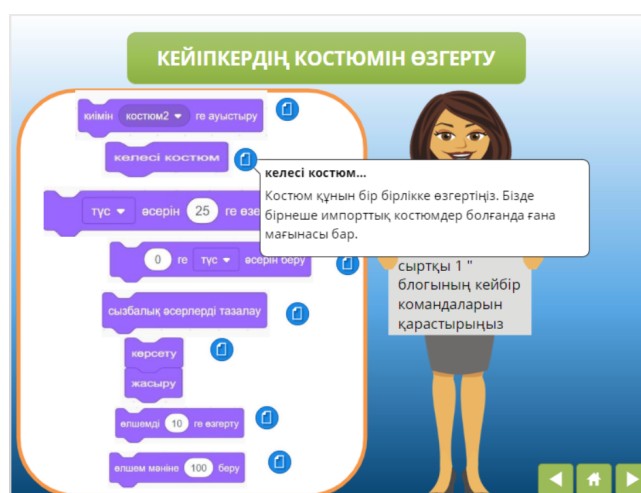 КЕЙІПКЕРДІҢ КОСТЮМІН ӨЗГЕРТУ
киімін костюм2 ге ауыстыру
келесі костюм
келесі костюм...
Костюм құнын бір бірлікке өзгертіңіз. Бізде
бірнеше импорттық костюмдер болғанда ғана
мағынасы бар.
түс әсерін 25 ге өзе
0 ге түс әсерін беру
сыртқы 1 "
блогының кейбір
командаларын
қарастырыңыз
сызбалық әсерлерді тазалау
көрсету
жасыру
өлшемді 10 ге өзгерту
өлшем мәніне 100 беру